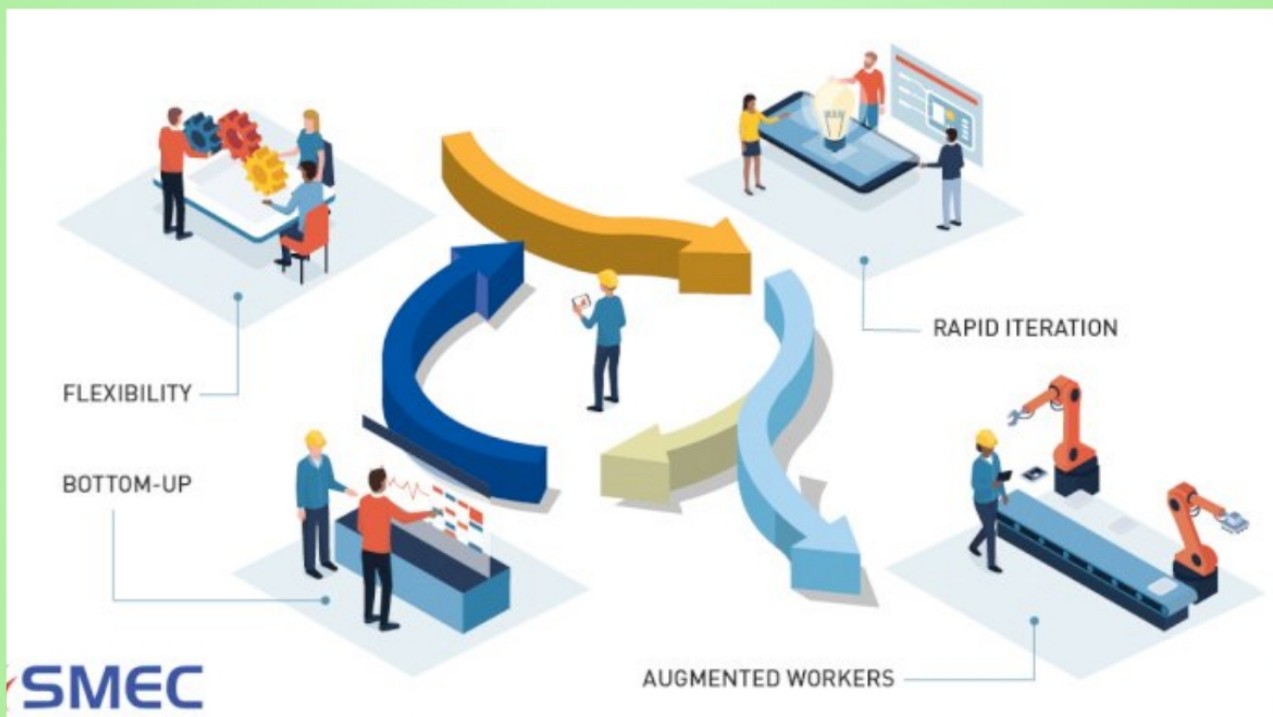 RAPID ITERATION
FLEXIBILITY
BOTTOM-UP
AUGMENTED WORKERS
SMEC